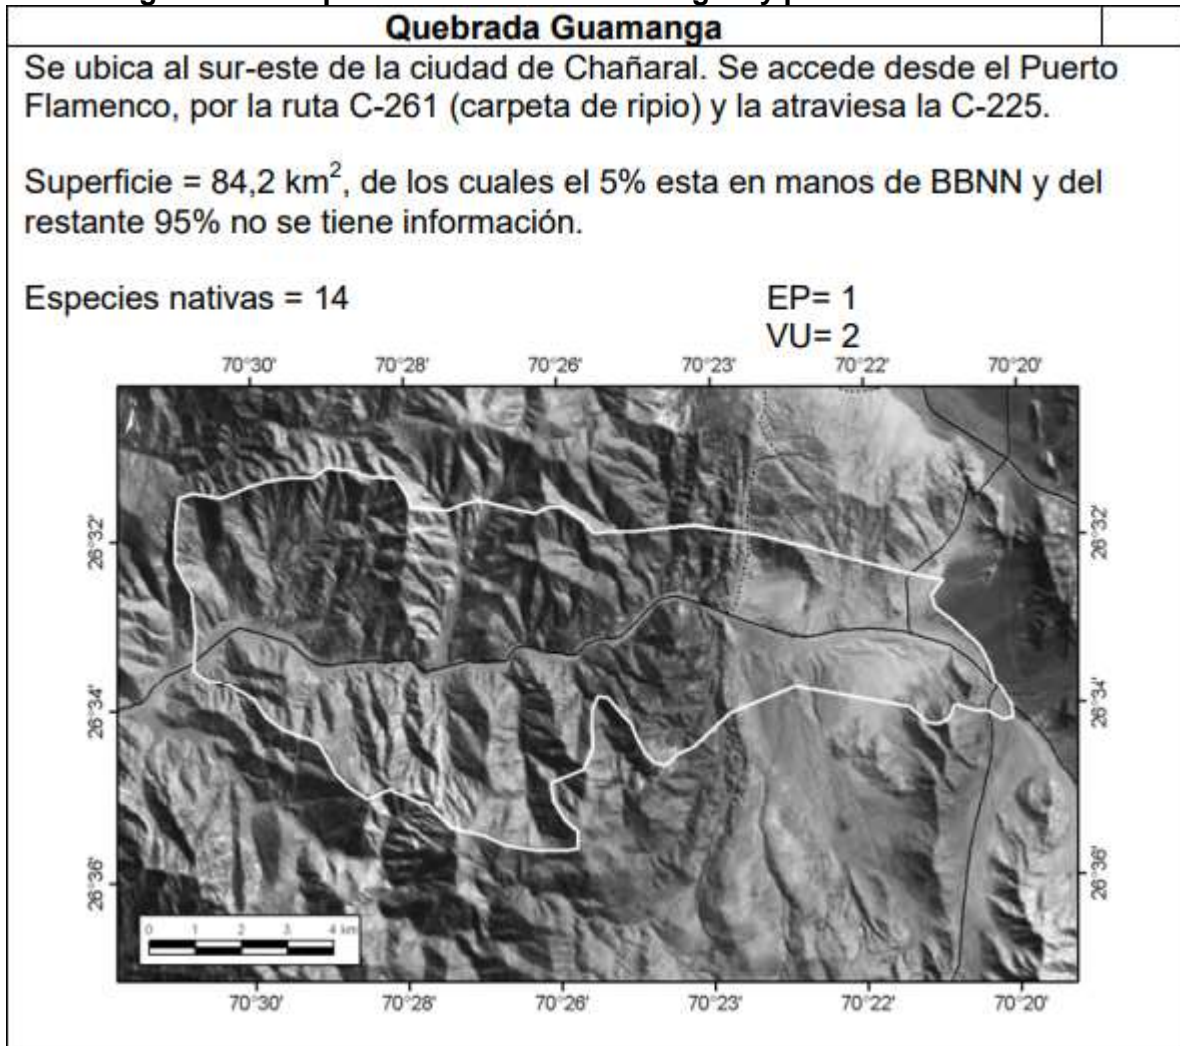 Quebrada Guamanga
Se ubica al sur-este de la ciudad de Chañaral. Se accede desde el Puerto
Flamenco, por la ruta C-261 (carpeta de ripio) y la atraviesa la C-225.
Superficie = 84,2 km², de los cuales el 5% esta en manos de BBNN y del
restante 95% no se tiene información.
Especies nativas = 14 EP= 1
VU= 2
70°30' 70°28' 70°26' 70°23' 70°22' 70°20'
26°32' 26°32'
26°34' 26°34'
26°36' 26°36'
0 1 2 3 4 km
70°30' 70°28' 70°26' 70°23' 70°22' 70°20'